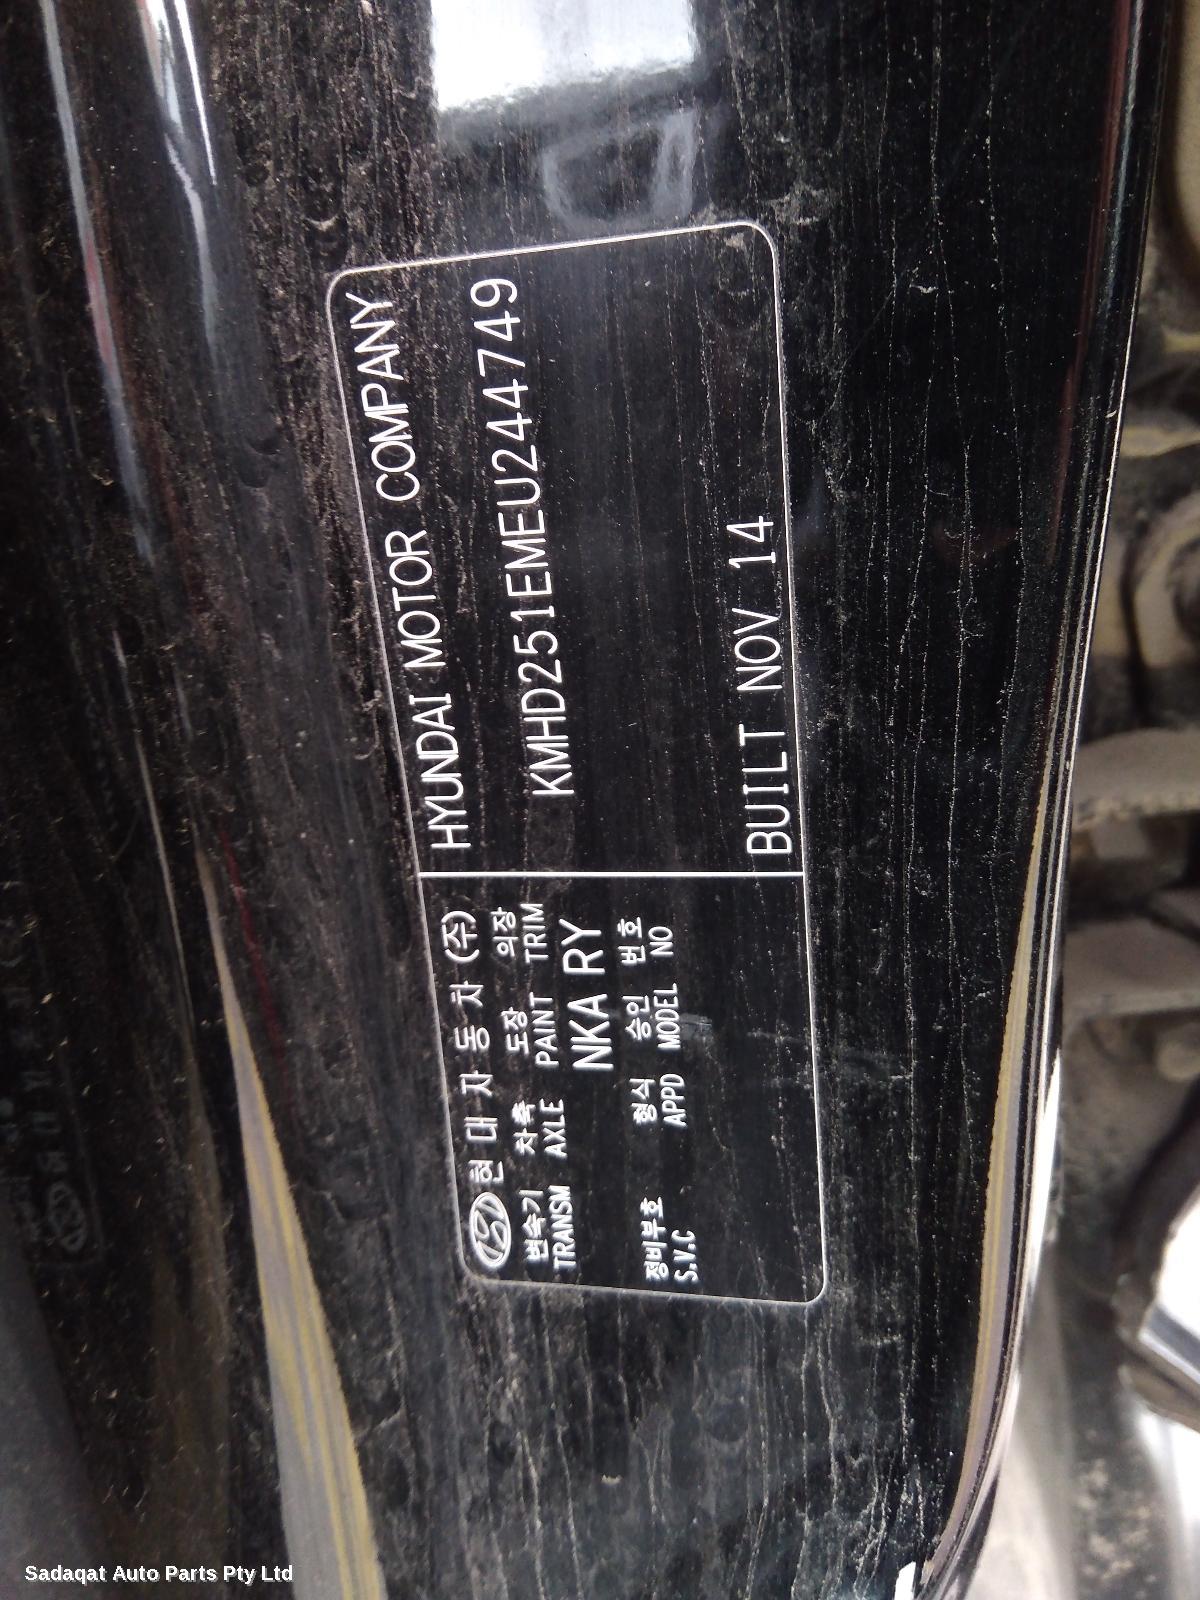 현대자동차(주)
변속기 차축 도장 의장
TRANSM AXLE PAINT TRIM
NKA RY
정비부호 형식 승인 번호
S.V.C APPD MODEL NO
HYUNDAI MOTOR COMPANY
KMHD251EMEU244749
BUILT NOV 14
Sadaqat Auto Parts Pty Ltd